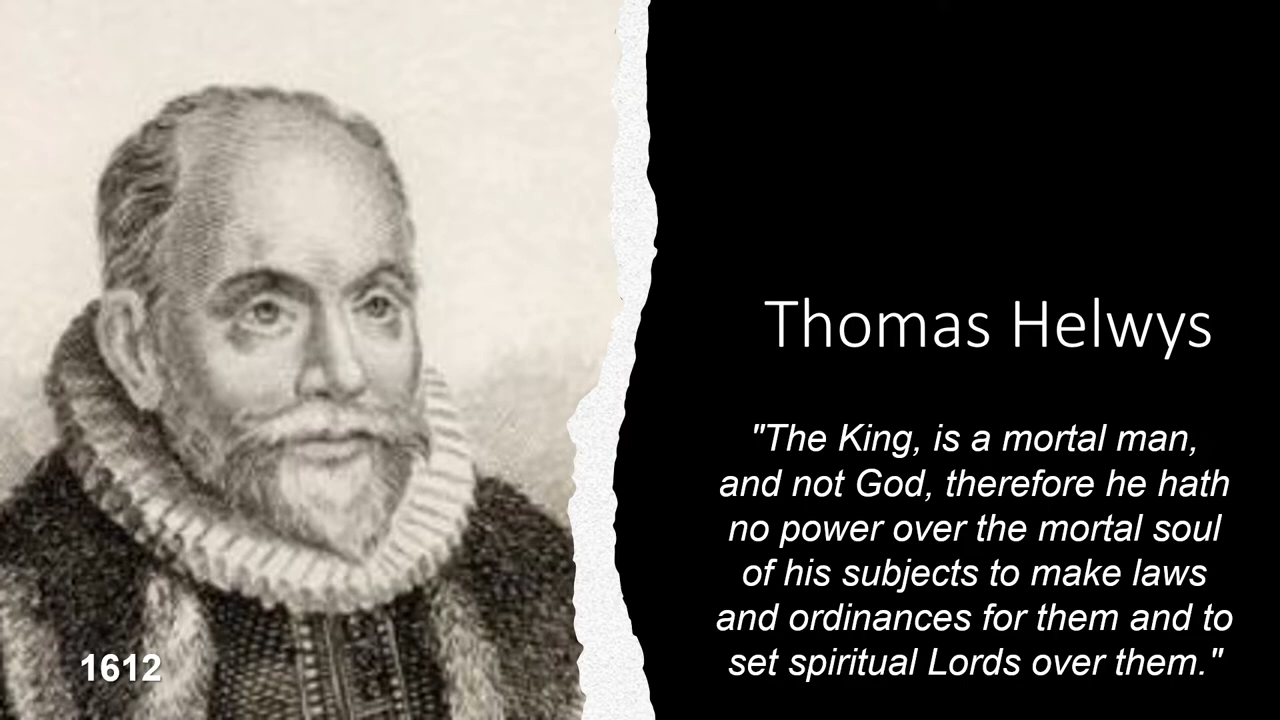 Thomas Helwys
"The King, is a mortal man,
and not God, therefore he hath
no power over the mortal soul
of his subjects to make laws
and ordinances for them and to
set spiritual Lords over them."
1612